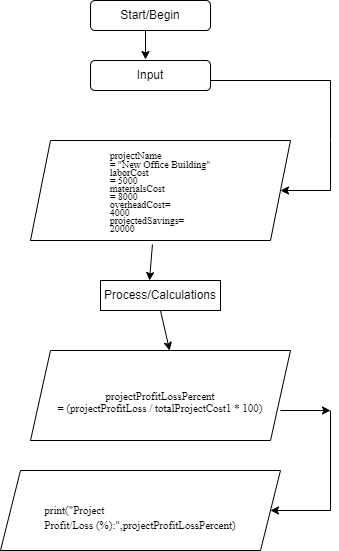 Start/Begin
Input
projectName
= "New Office Building"
laborCost
= 5000
materialsCost
= 8000
overheadCost=
4000
projectedSavings=
20000
Process/Calculations
projectProfitLossPercent
= (projectProfitLoss / totalProjectCost1 * 100)
print("Project
Profit/Loss (%):",projectProfitLossPercent)